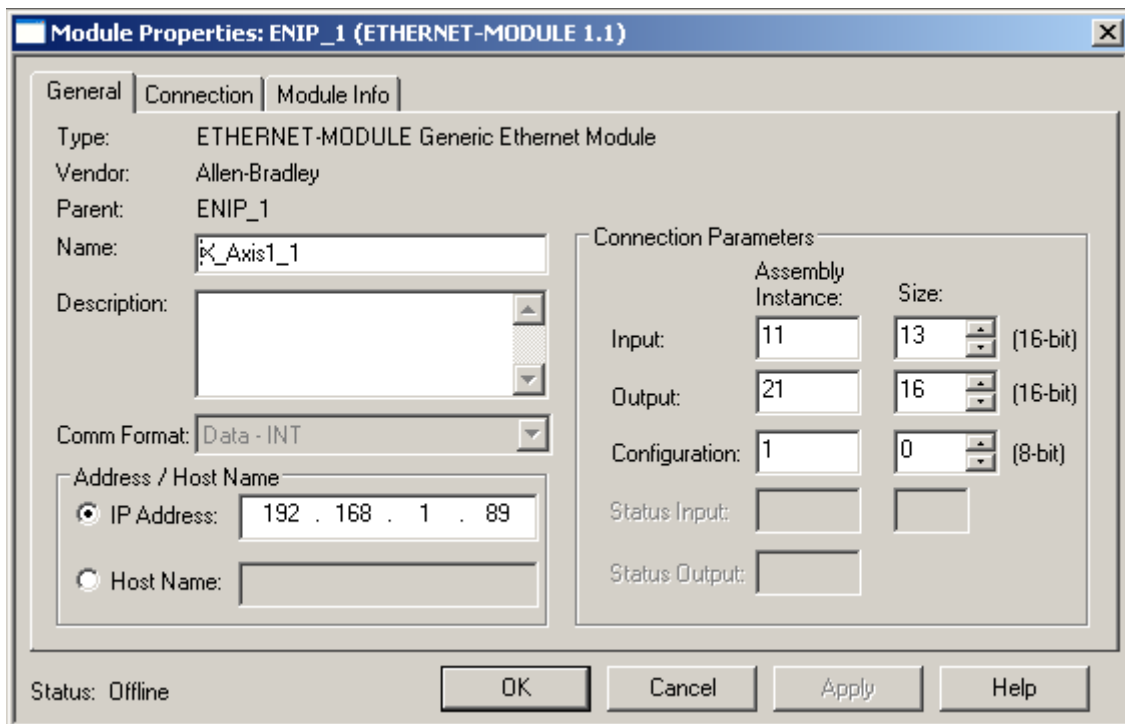 Module Properties: ENIP_1 (ETHERNET-MODULE 1.1)
General Connection Module Info
Type: ETHERNET-MODULE Generic Ethernet Module
Vendor: Allen-Bradley
Parent: ENIP_1
Name: K_Axis1_1
Description:
Comm Format: Data - INT
Address / Host Name
IP Address: 192 . 168 . 1 . 89
Host Name:
Connection Parameters
Assembly
Instance: Size:
Input: 11 13 (16-bit)
Output: 21 16 (16-bit)
Configuration: 1 0 (8-bit)
Status Input:
Status Output:
Status: Offline
OK Cancel Apply Help